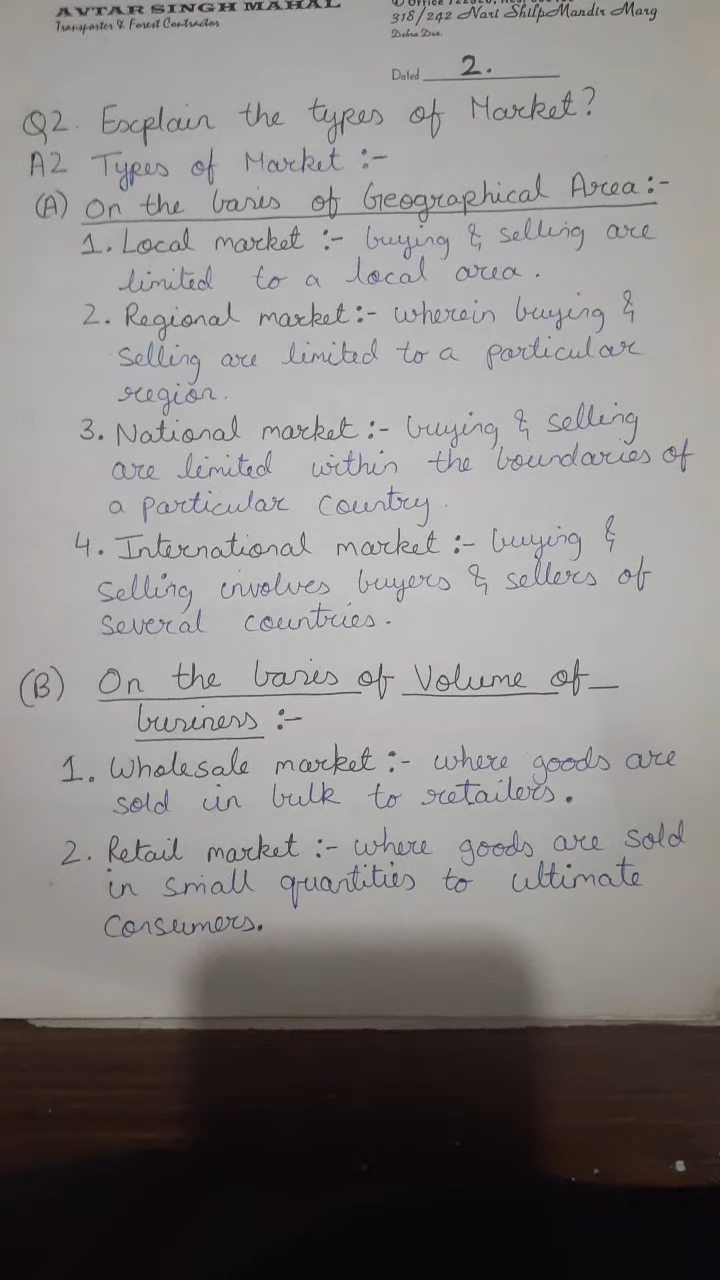 AVTAR SINGH MAHAL
Transporter & Forest Contractor
318/242 Nari Shilp Mandir Marg
Dehra Dun.
Dated 2.
Q2. Explain the types of Market?
A2 Types of Market :-
(A) On the basis of Geographical Area:-
1. Local market :- buying & selling are
limited to a local area.
2. Regional market:- wherein buying &
selling are limited to a particular
region.
3. National market :- buying & selling
are limited within the boundaries of
a particular country.
4. International market :- buying &
selling involves buyers & sellers of
several countries.
(B) On the basis of Volume of
business :-
1. Wholesale market :- where goods are
sold in bulk to retailers.
2. Retail market :- where goods are sold
in small quantities to ultimate
consumers.